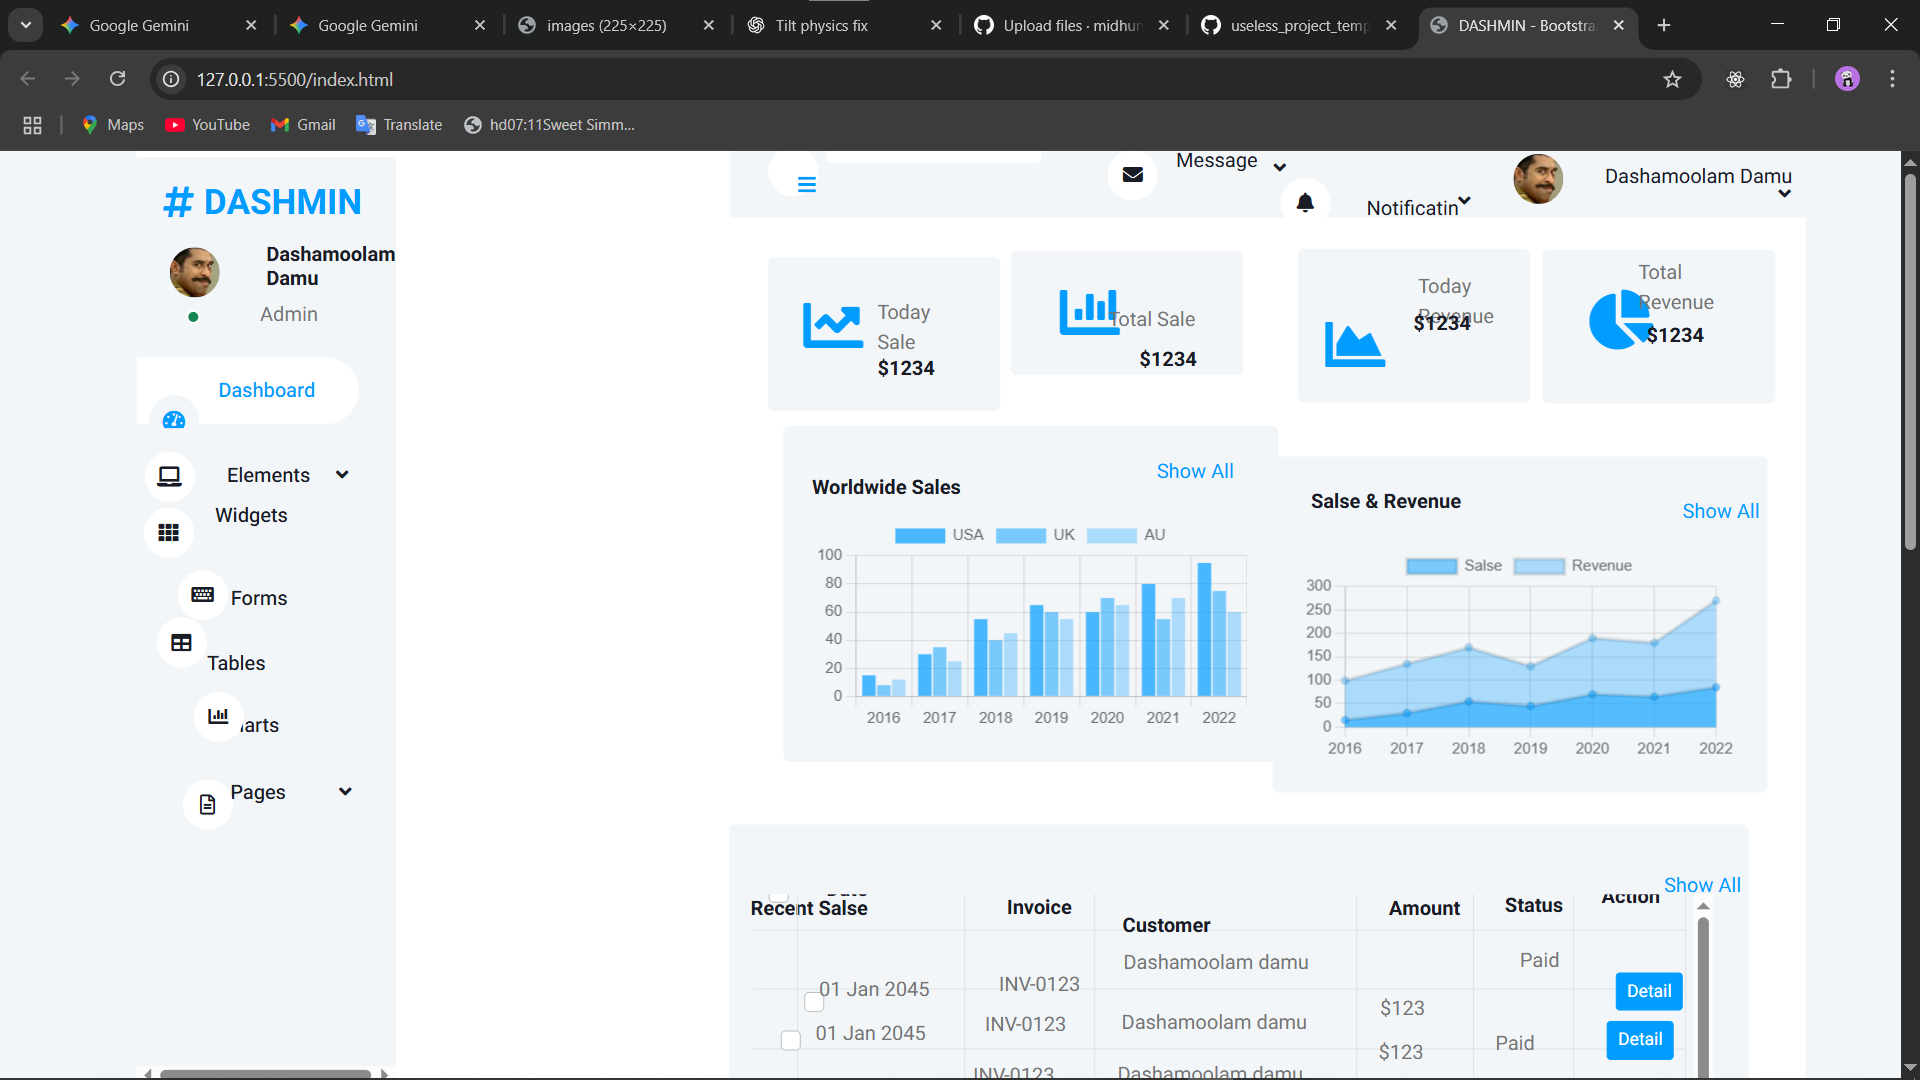 Google Gemini
Google Gemini
images (225×225)
Tilt physics fix
Upload files · midhun
useless_project_temp
DASHMIN - Bootstra
127.0.0.1:5500/index.html
Maps
YouTube
Gmail
Translate
hd07:11Sweet Simm...
# DASHMIN
Dashamoolam
Damu
Admin
Dashboard
Elements
Widgets
Forms
Tables
arts
Pages
Message
Notificatin
Dashamoolam Damu
Today
Sale
$1234
Total Sale
$1234
Today
Revenue
$1234
Total
Revenue
$1234
Worldwide Sales
Show All
USA UK AU
100
80
60
40
20
0
2016 2017 2018 2019 2020 2021 2022
Salse & Revenue
Show All
Salse Revenue
300
250
200
150
100
50
0
2016 2017 2018 2019 2020 2021 2022
Show All
Recent Salse
Date Invoice Customer Amount Status Action
01 Jan 2045 INV-0123 Dashamoolam damu $123 Paid Detail
01 Jan 2045 INV-0123 Dashamoolam damu $123 Paid Detail
INV-0123 Dashamoolam damu